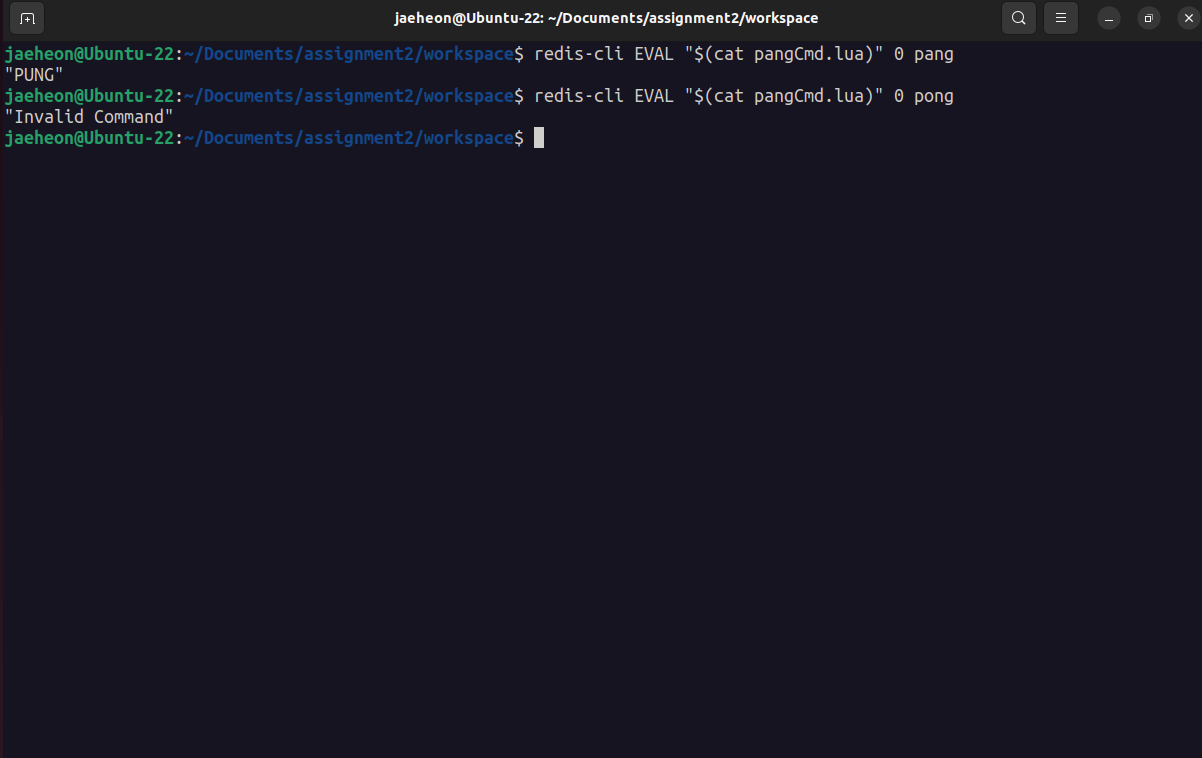 jaeheon@Ubuntu-22: ~/Documents/assignment2/workspace
jaeheon@Ubuntu-22:~/Documents/assignment2/workspace$ redis-cli EVAL "$(cat pangCmd.lua)" 0 pang
"PUNG"
jaeheon@Ubuntu-22:~/Documents/assignment2/workspace$ redis-cli EVAL "$(cat pangCmd.lua)" 0 pong
"Invalid Command"
jaeheon@Ubuntu-22:~/Documents/assignment2/workspace$